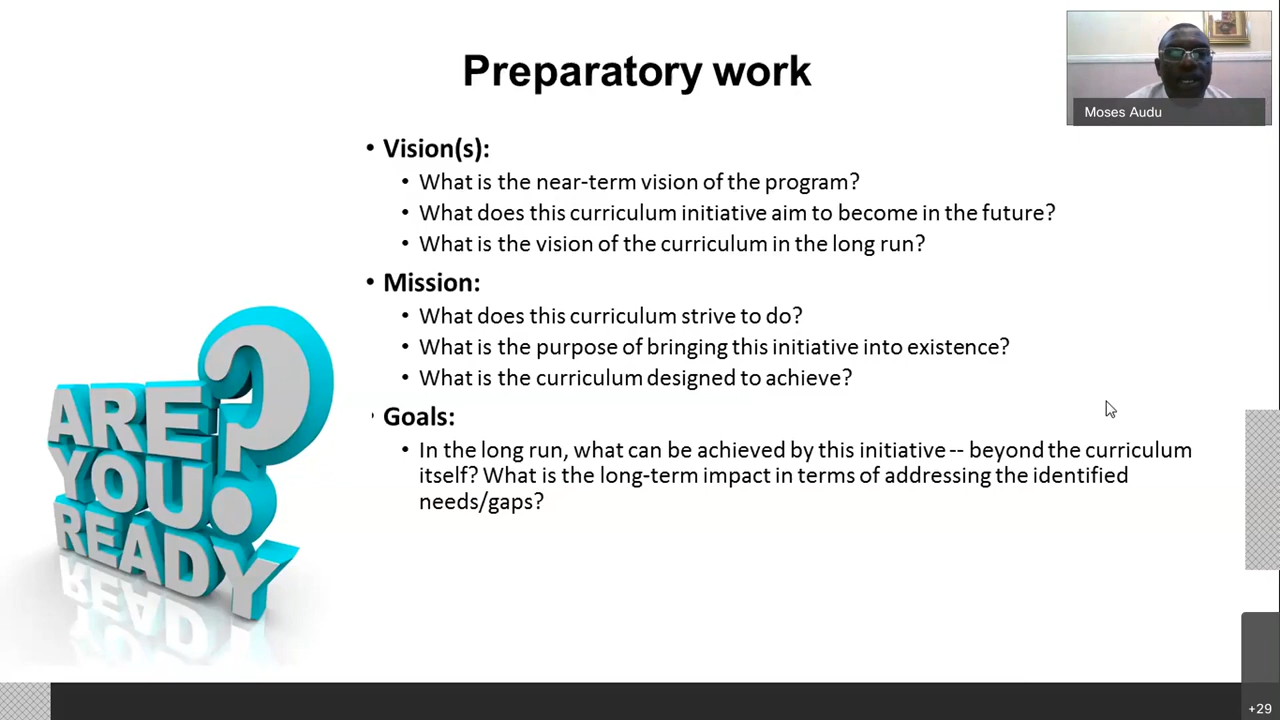 Preparatory work
Moses Audu
• Vision(s):
• What is the near-term vision of the program?
• What does this curriculum initiative aim to become in the future?
• What is the vision of the curriculum in the long run?
• Mission:
• What does this curriculum strive to do?
• What is the purpose of bringing this initiative into existence?
• What is the curriculum designed to achieve?
• Goals:
• In the long run, what can be achieved by this initiative -- beyond the curriculum
itself? What is the long-term impact in terms of addressing the identified
needs/gaps?
ARE
YOU
READY
?
+29